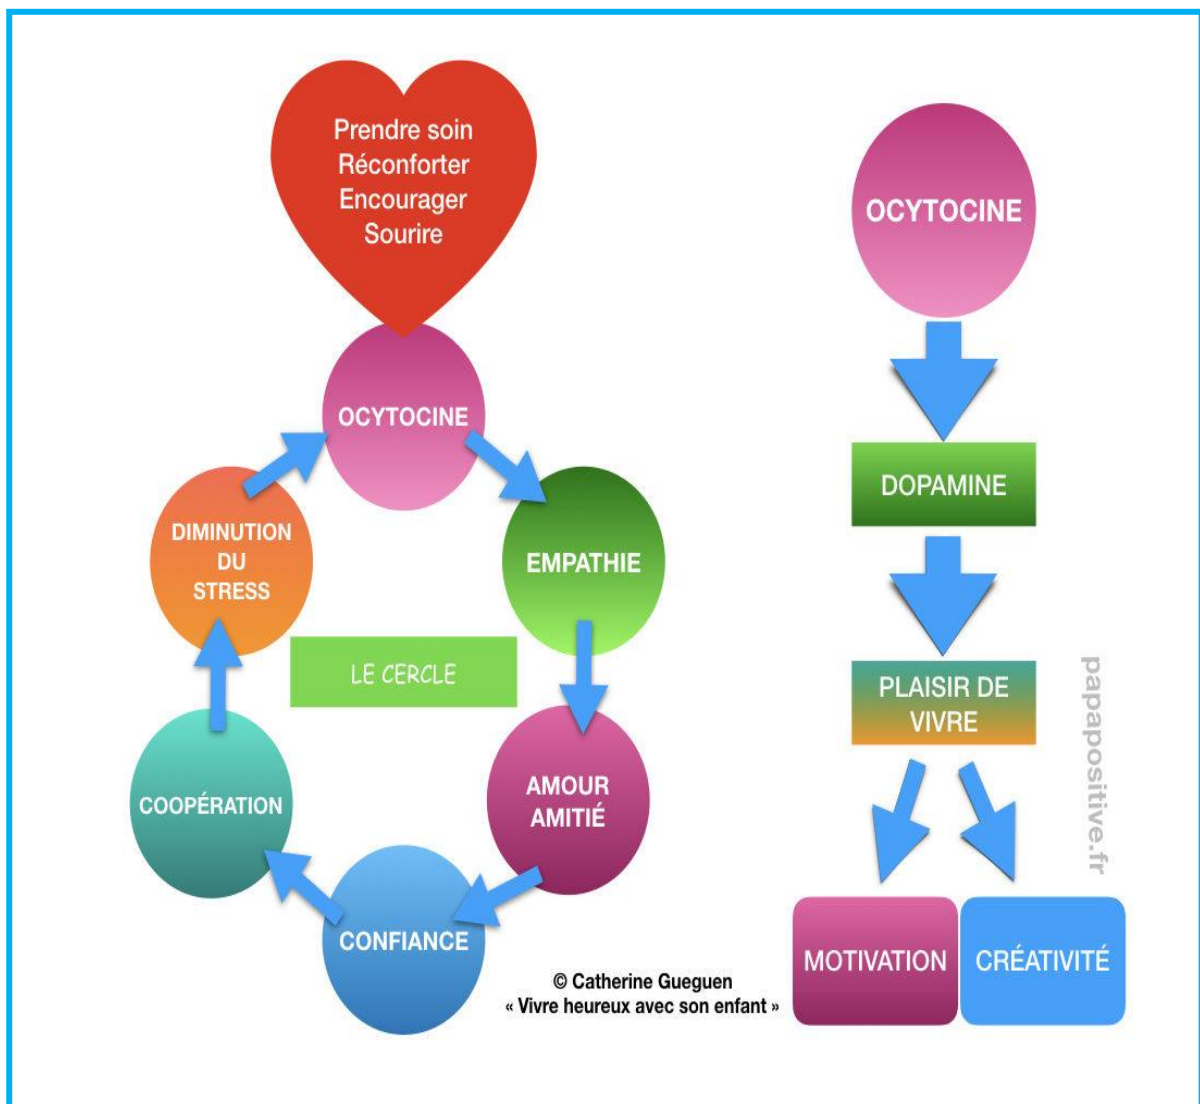 Prendre soin
Réconforter
Encourager
Sourire
OCYTOCINE
EMPATHIE
AMOUR
AMITIÉ
CONFIANCE
COOPÉRATION
DIMINUTION
DU
STRESS
LE CERCLE
© Catherine Gueguen
« Vivre heureux avec son enfant »
OCYTOCINE
DOPAMINE
PLAISIR DE
VIVRE
MOTIVATION
CRÉATIVITÉ
papapositive.fr